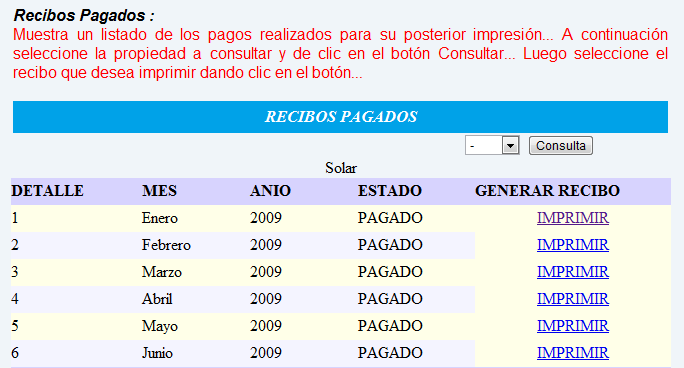 Recibos Pagados :
Muestra un listado de los pagos realizados para su posterior impresión... A continuación
seleccione la propiedad a consultar y de clic en el botón Consultar... Luego seleccione el
recibo que desea imprimir dando clic en el botón...
RECIBOS PAGADOS
- Consulta
Solar
DETALLE MES ANIO ESTADO GENERAR RECIBO
1 Enero 2009 PAGADO IMPRIMIR
2 Febrero 2009 PAGADO IMPRIMIR
3 Marzo 2009 PAGADO IMPRIMIR
4 Abril 2009 PAGADO IMPRIMIR
5 Mayo 2009 PAGADO IMPRIMIR
6 Junio 2009 PAGADO IMPRIMIR